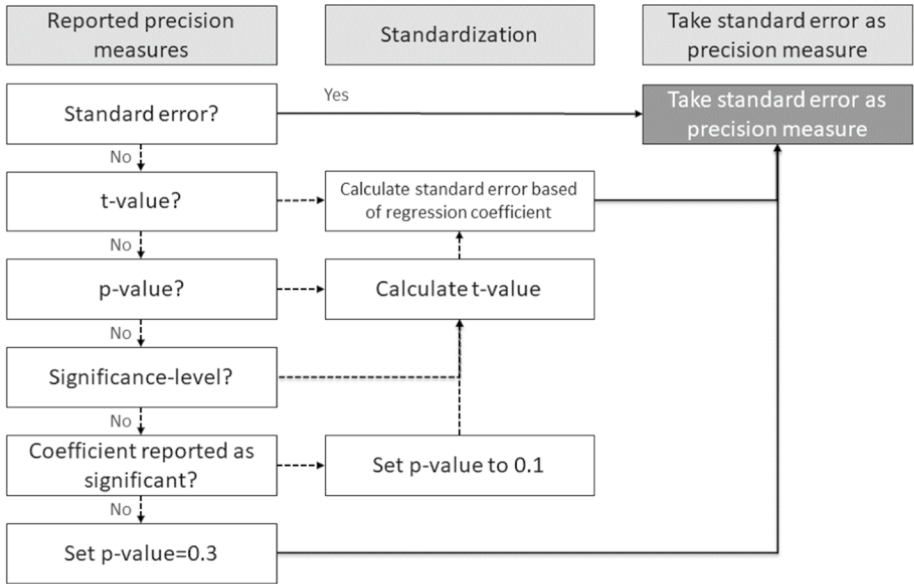 Reported precision
measures
Standardization
Take standard error as
precision measure
Standard error?
Yes
Take standard error as
precision measure
No
t-value?
Calculate standard error based
of regression coefficient
No
p-value?
Calculate t-value
No
Significance-level?
No
Coefficient reported as
significant?
Set p-value to 0.1
No
Set p-value=0.3